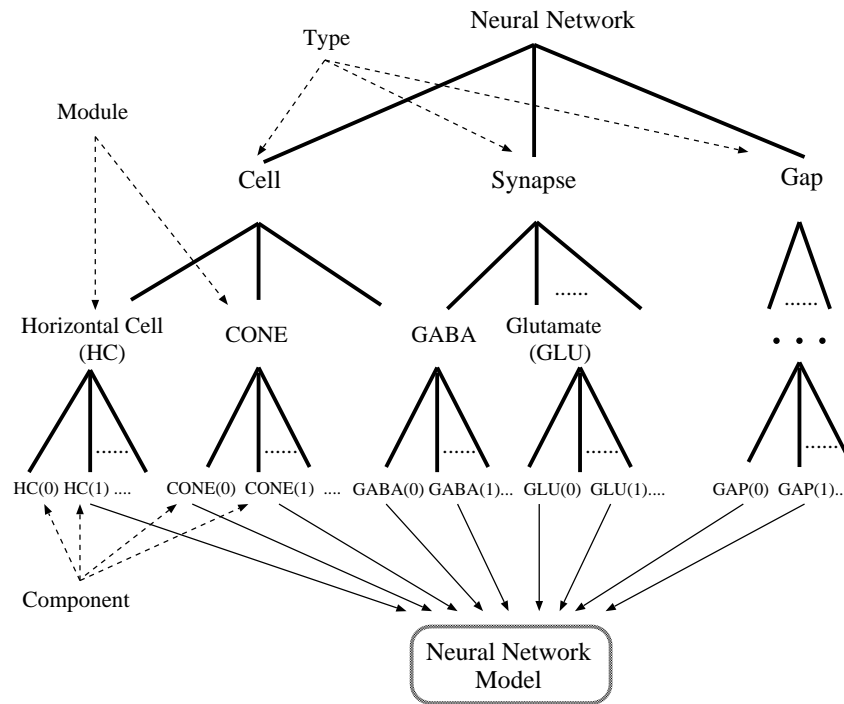 Neural Network
Type
Module
Cell
Synapse
Gap
......
......
Horizontal Cell
(HC)
CONE
GABA
Glutamate
(GLU)
• • •
......
......
......
......
......
HC(0) HC(1) ....
CONE(0) CONE(1) ....
GABA(0) GABA(1)...
GLU(0) GLU(1)....
GAP(0) GAP(1)...
Component
Neural Network
Model